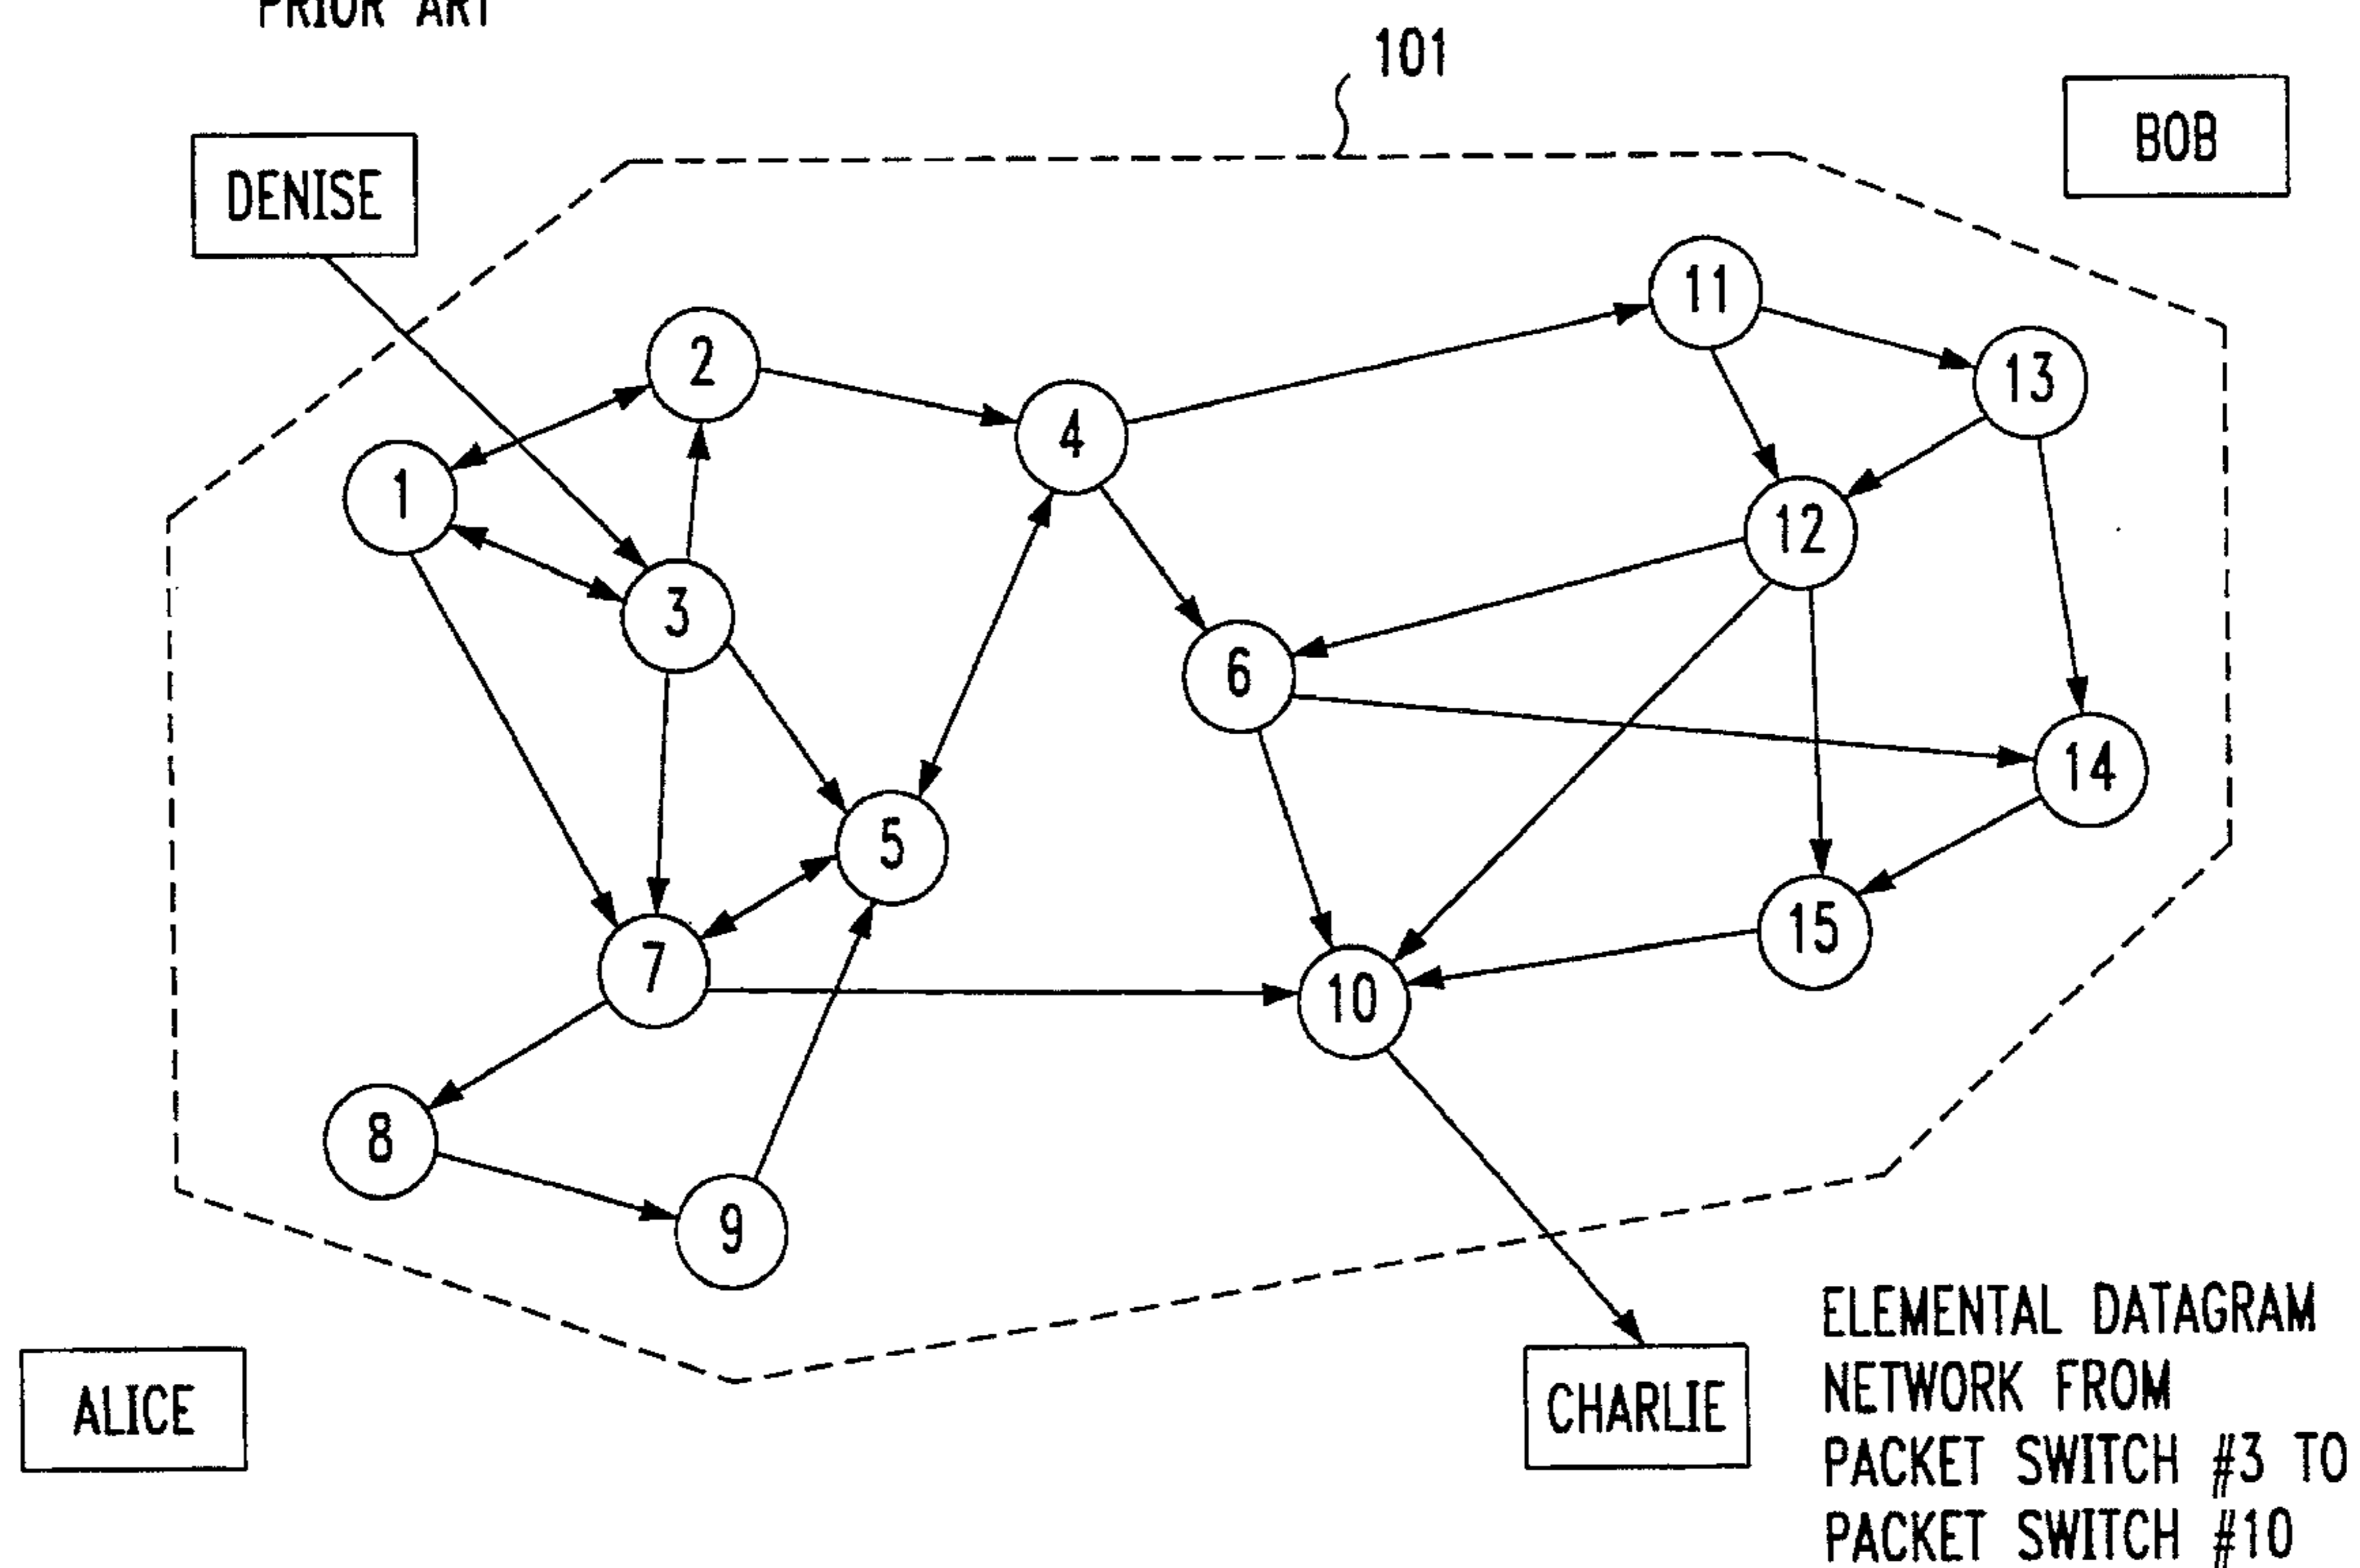 PRIOR ART
101
BOB
DENISE
11
2
13
4
1
12
3
6
14
5
15
7
10
8
9
ELEMENTAL DATAGRAM
NETWORK FROM
PACKET SWITCH #3 TO
PACKET SWITCH #10
ALICE
CHARLIE